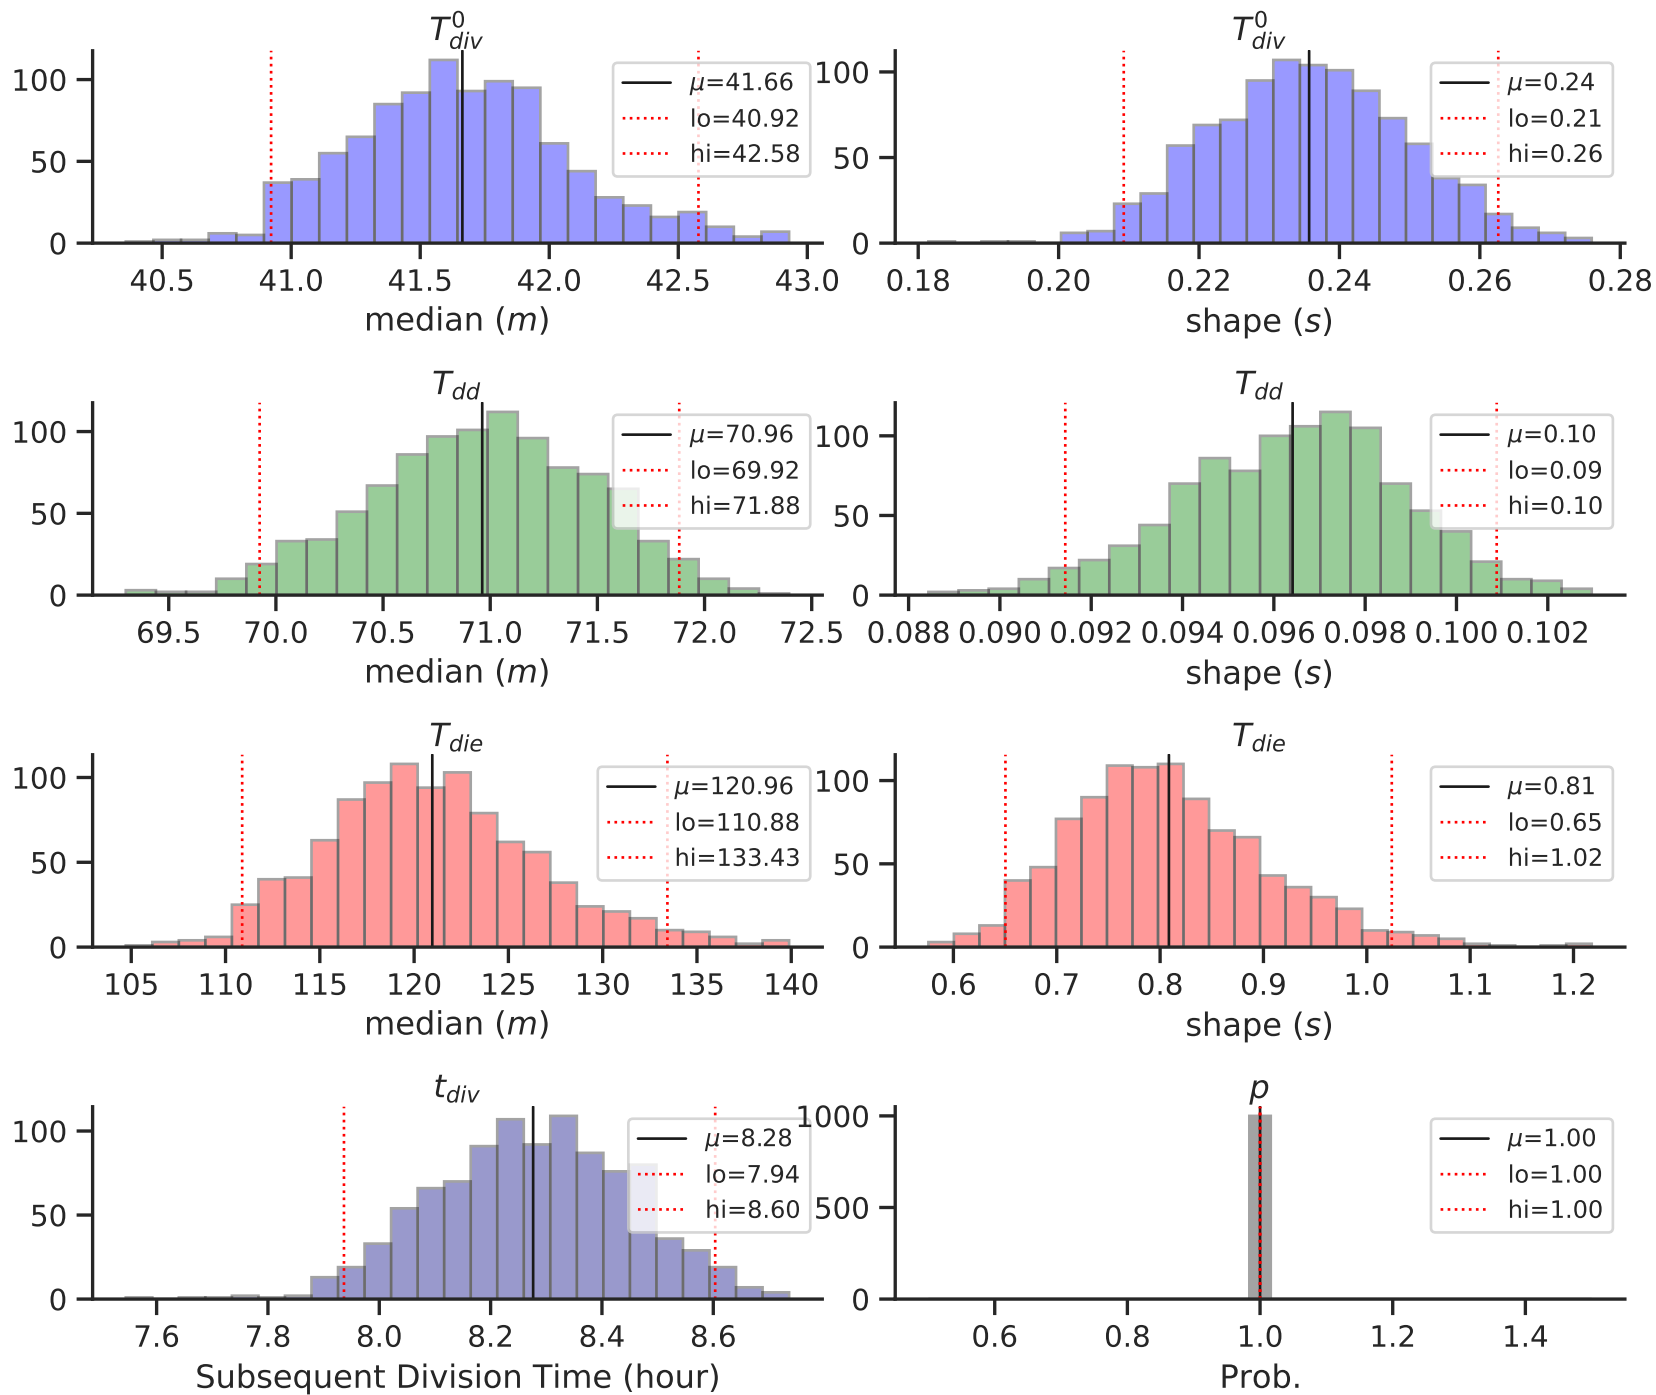 T⁰div
100
50
0
μ=41.66
lo=40.92
hi=42.58
40.5 41.0 41.5 42.0 42.5 43.0
median (m)
T⁰div
100
50
0
μ=0.24
lo=0.21
hi=0.26
0.18 0.20 0.22 0.24 0.26 0.28
shape (s)
Tdd
100
50
0
μ=70.96
lo=69.92
hi=71.88
69.5 70.0 70.5 71.0 71.5 72.0 72.5
median (m)
Tdd
100
50
0
μ=0.10
lo=0.09
hi=0.10
0.088 0.090 0.092 0.094 0.096 0.098 0.100 0.102
shape (s)
Tdie
100
50
0
μ=120.96
lo=110.88
hi=133.43
105 110 115 120 125 130 135 140
median (m)
Tdie
100
50
0
μ=0.81
lo=0.65
hi=1.02
0.6 0.7 0.8 0.9 1.0 1.1 1.2
shape (s)
tdiv
100
50
0
μ=8.28
lo=7.94
hi=8.60
7.6 7.8 8.0 8.2 8.4 8.6
Subsequent Division Time (hour)
p
1000
500
0
μ=1.00
lo=1.00
hi=1.00
0.6 0.8 1.0 1.2 1.4
Prob.